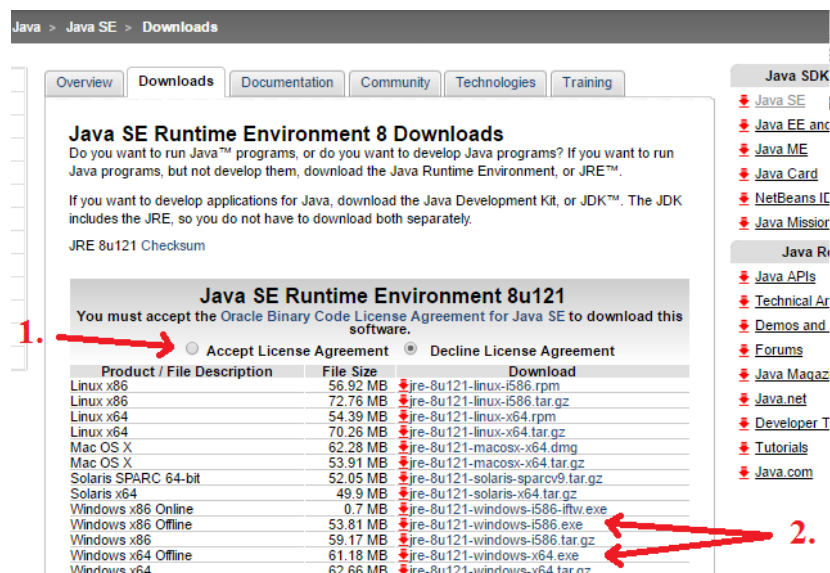 Java > Java SE > Downloads
Overview Downloads Documentation Community Technologies Training
Java SE Runtime Environment 8 Downloads
Do you want to run Java™ programs, or do you want to develop Java programs? If you want to run
Java programs, but not develop them, download the Java Runtime Environment, or JRE™.
If you want to develop applications for Java, download the Java Development Kit, or JDK™. The JDK
includes the JRE, so you do not have to download both separately.
JRE 8u121 Checksum
Java SE Runtime Environment 8u121
You must accept the Oracle Binary Code License Agreement for Java SE to download this
software.
1.
Accept License Agreement Decline License Agreement
Product / File Description File Size Download
Linux x86 56.92 MB jre-8u121-linux-i586.rpm
Linux x86 72.76 MB jre-8u121-linux-i586.tar.gz
Linux x64 54.39 MB jre-8u121-linux-x64.rpm
Linux x64 70.26 MB jre-8u121-linux-x64.tar.gz
Mac OS X 62.28 MB jre-8u121-macosx-x64.dmg
Mac OS X 53.91 MB jre-8u121-macosx-x64.tar.gz
Solaris SPARC 64-bit 52.05 MB jre-8u121-solaris-sparcv9.tar.gz
Solaris x64 49.9 MB jre-8u121-solaris-x64.tar.gz
Windows x86 Online 0.7 MB jre-8u121-windows-i586-iftw.exe
Windows x86 Offline 53.81 MB jre-8u121-windows-i586.exe
Windows x86 59.17 MB jre-8u121-windows-i586.tar.gz
Windows x64 Offline 61.18 MB jre-8u121-windows-x64.exe
Windows x64 62.66 MB jre-8u121-windows-x64.tar.gz
2.
Java SDK
Java SE
Java EE and
Java ME
Java Card
NetBeans ID
Java Mission
Java Re
Java APIs
Technical Ar
Demos and
Forums
Java Magazi
Java.net
Developer T
Tutorials
Java.com